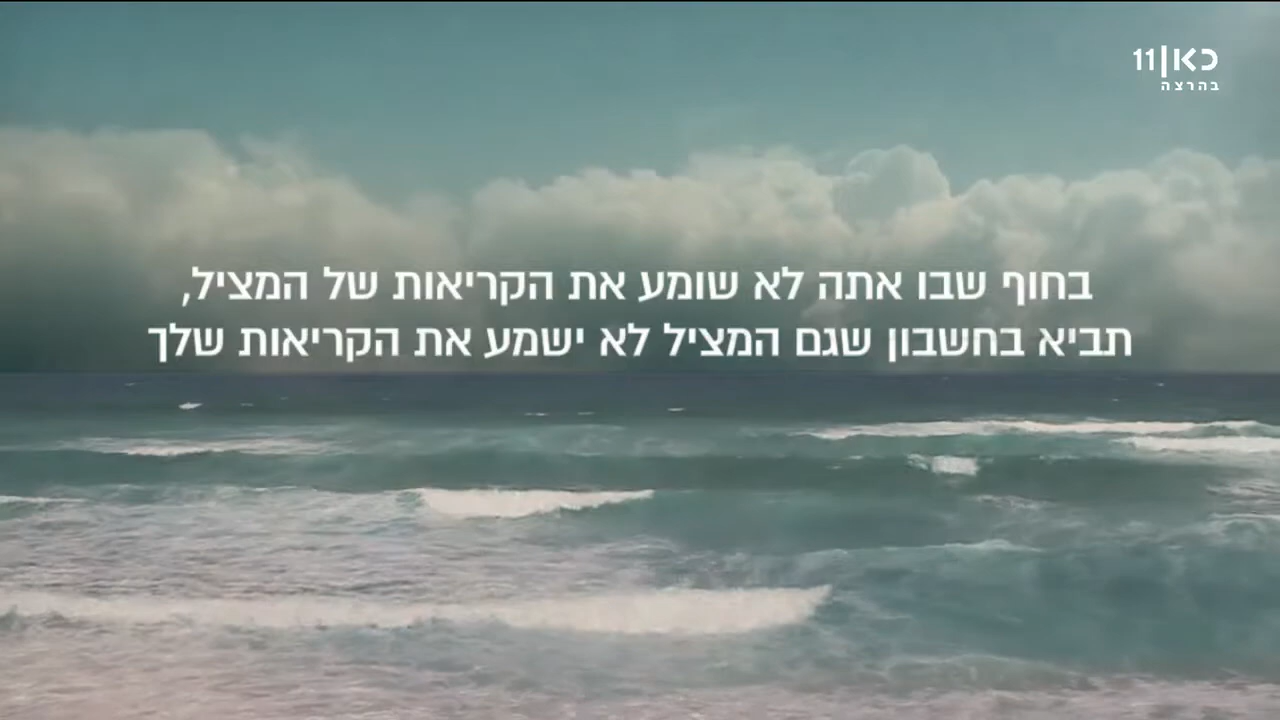 כאן 11
בהרצה
בחוף שבו אתה לא שומע את הקריאות של המציל,
תביא בחשבון שגם המציל לא ישמע את הקריאות שלך